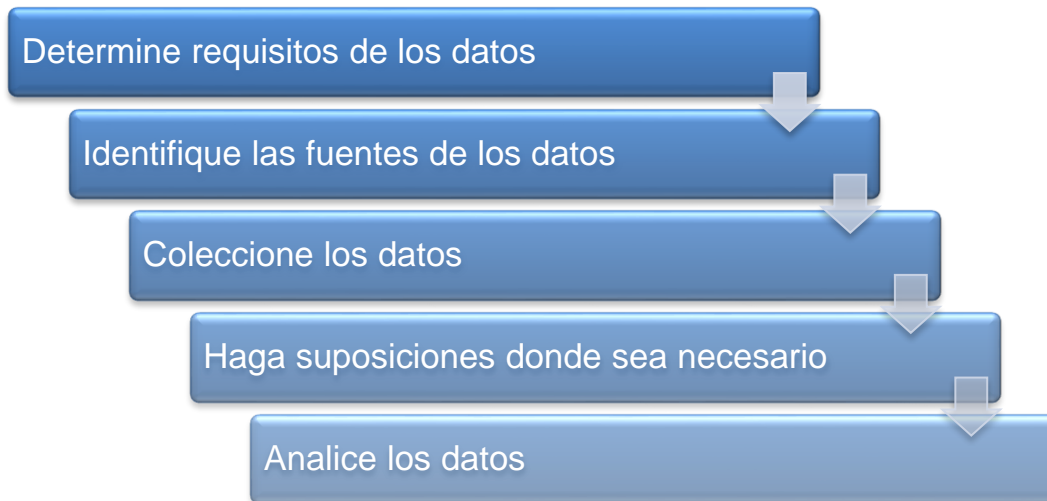 Determine requisitos de los datos
Identifique las fuentes de los datos
Coleccione los datos
Haga suposiciones donde sea necesario
Analice los datos